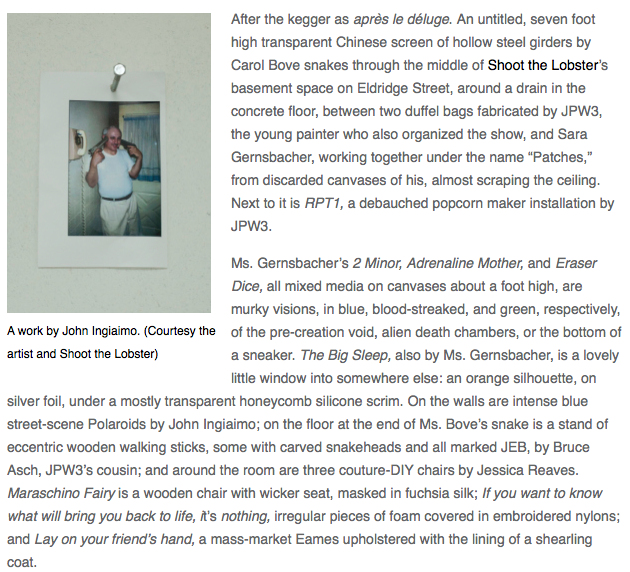 After the kegger as après le déluge. An untitled, seven foot
high transparent Chinese screen of hollow steel girders by
Carol Bove snakes through the middle of Shoot the Lobster's
basement space on Eldridge Street, around a drain in the
concrete floor, between two duffel bags fabricated by JPW3,
the young painter who also organized the show, and Sara
Gernsbacher, working together under the name “Patches,”
from discarded canvases of his, almost scraping the ceiling.
Next to it is RPT1, a debauched popcorn maker installation by
JPW3.
Ms. Gernsbacher's 2 Minor, Adrenaline Mother, and Eraser
Dice, all mixed media on canvases about a foot high, are
murky visions, in blue, blood-streaked, and green, respectively,
of the pre-creation void, alien death chambers, or the bottom of
a sneaker. The Big Sleep, also by Ms. Gernsbacher, is a lovely
little window into somewhere else: an orange silhouette, on
silver foil, under a mostly transparent honeycomb silicone scrim. On the walls are intense blue
street-scene Polaroids by John Ingiaimo; on the floor at the end of Ms. Bove's snake is a stand of
eccentric wooden walking sticks, some with carved snakeheads and all marked JEB, by Bruce
Asch, JPW3's cousin; and around the room are three couture-DIY chairs by Jessica Reaves.
Maraschino Fairy is a wooden chair with wicker seat, masked in fuchsia silk; If you want to know
what will bring you back to life, it's nothing, irregular pieces of foam covered in embroidered nylons;
and Lay on your friend's hand, a mass-market Eames upholstered with the lining of a shearling
coat.
A work by John Ingiaimo. (Courtesy the
artist and Shoot the Lobster)